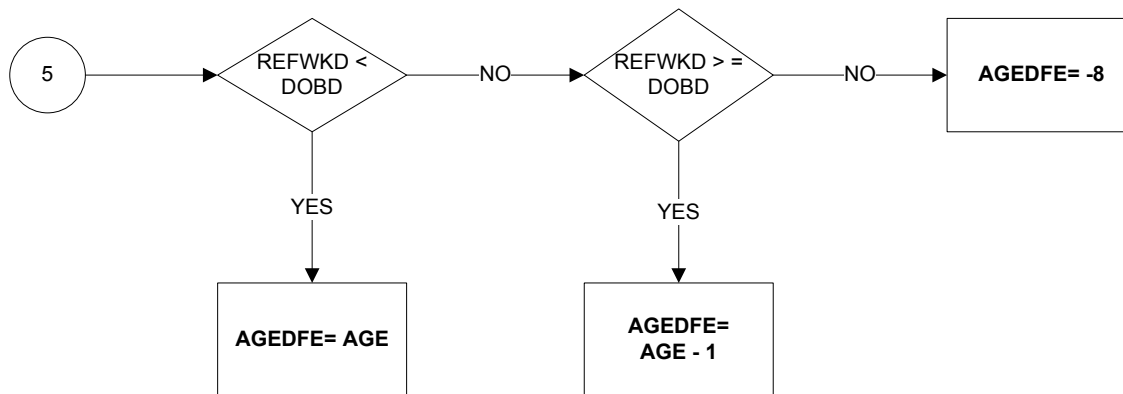 5
REFWKD <
DOBD
NO
REFWKD > =
DOBD
NO
AGEDFE= -8
YES
YES
AGEDFE= AGE
AGEDFE=
AGE - 1